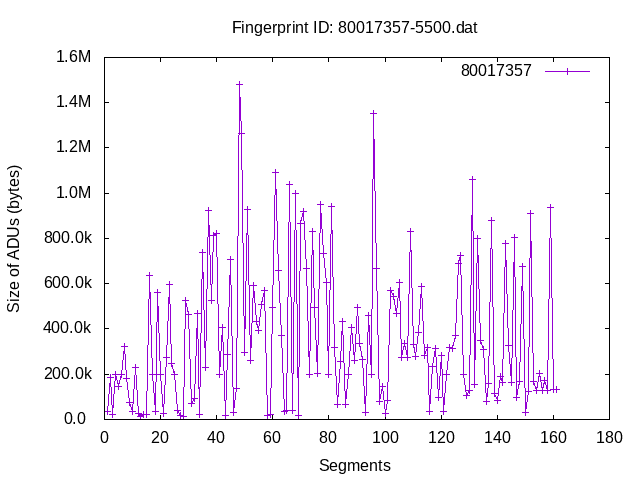 Fingerprint ID: 80017357-5500.dat
80017357
1.6M
1.4M
1.2M
1.0M
800.0k
600.0k
400.0k
200.0k
0.0
Size of ADUs (bytes)
0 20 40 60 80 100 120 140 160 180
Segments